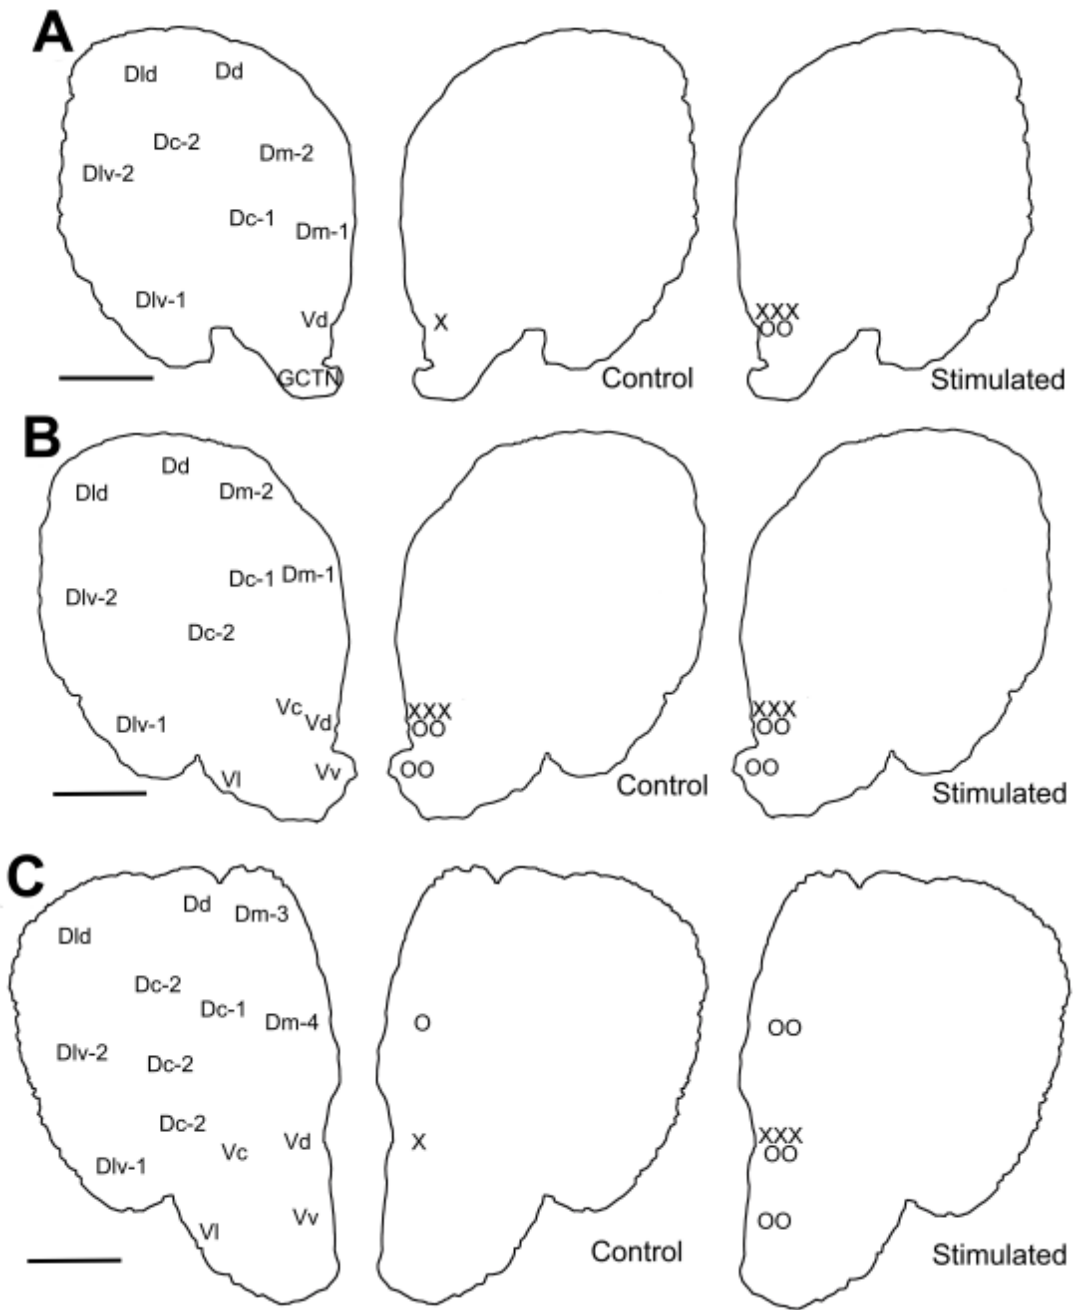 A
Dld Dd
Dc-2
Dm-2
Dlv-2
Dc-1
Dm-1
Dlv-1
Vd
X
XXX
OO
GCTN
Control
Stimulated
B
Dd
Dld
Dm-2
Dc-1 Dm-1
Dlv-2
Dc-2
Vc
Vd
Dlv-1
Vl
Vv
XXX
OO
OO
Control
XXX
OO
OO
Stimulated
C
Dd
Dm-3
Dld
Dc-2
Dc-1
Dm-4
Dlv-2
Dc-2
Dc-2
Vc
Vd
Dlv-1
Vv
Vl
O
X
Control
OO
XXX
OO
OO
Stimulated